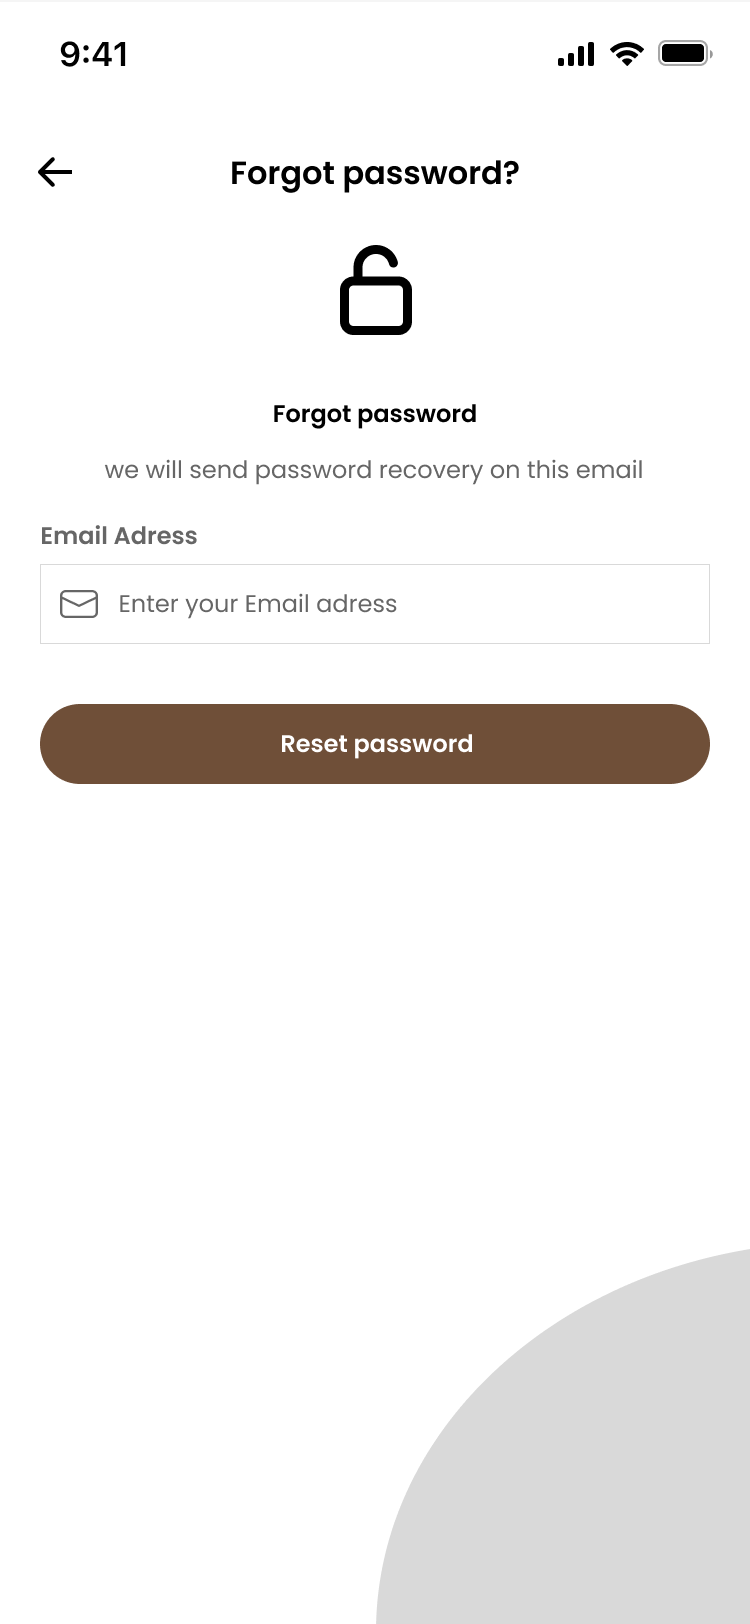 9:41
Forgot password?
Forgot password
we will send password recovery on this email
Email Adress
Enter your Email adress
Reset password